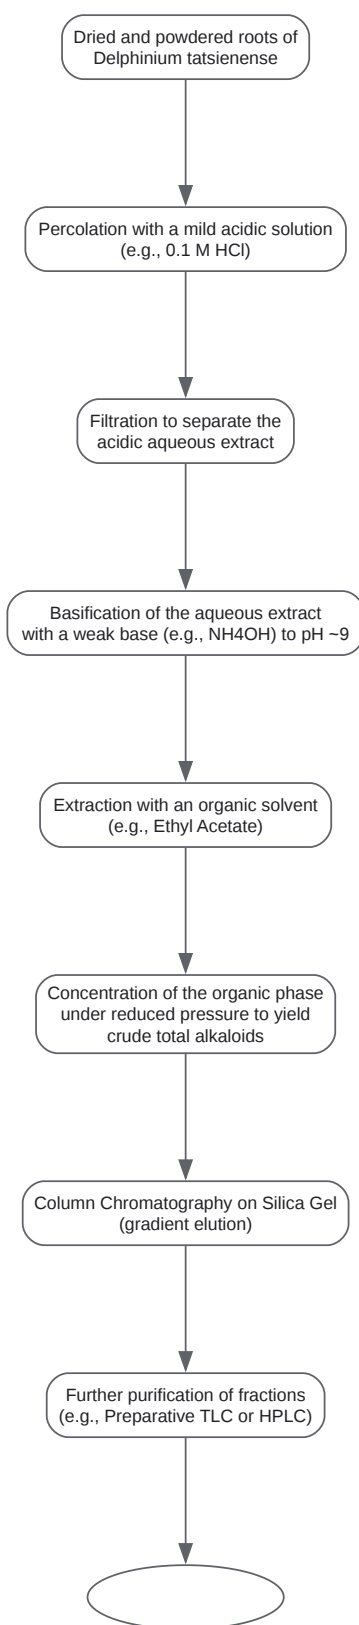 Dried and powdered roots of
Delphinium tatsienense
Percolation with a mild acidic solution
(e.g., 0.1 M HCl)
Filtration to separate the
acidic aqueous extract
Basification of the aqueous extract
with a weak base (e.g., NH4OH) to pH ~9
Extraction with an organic solvent
(e.g., Ethyl Acetate)
Concentration of the organic phase
under reduced pressure to yield
crude total alkaloids
Column Chromatography on Silica Gel
(gradient elution)
Further purification of fractions
(e.g., Preparative TLC or HPLC)